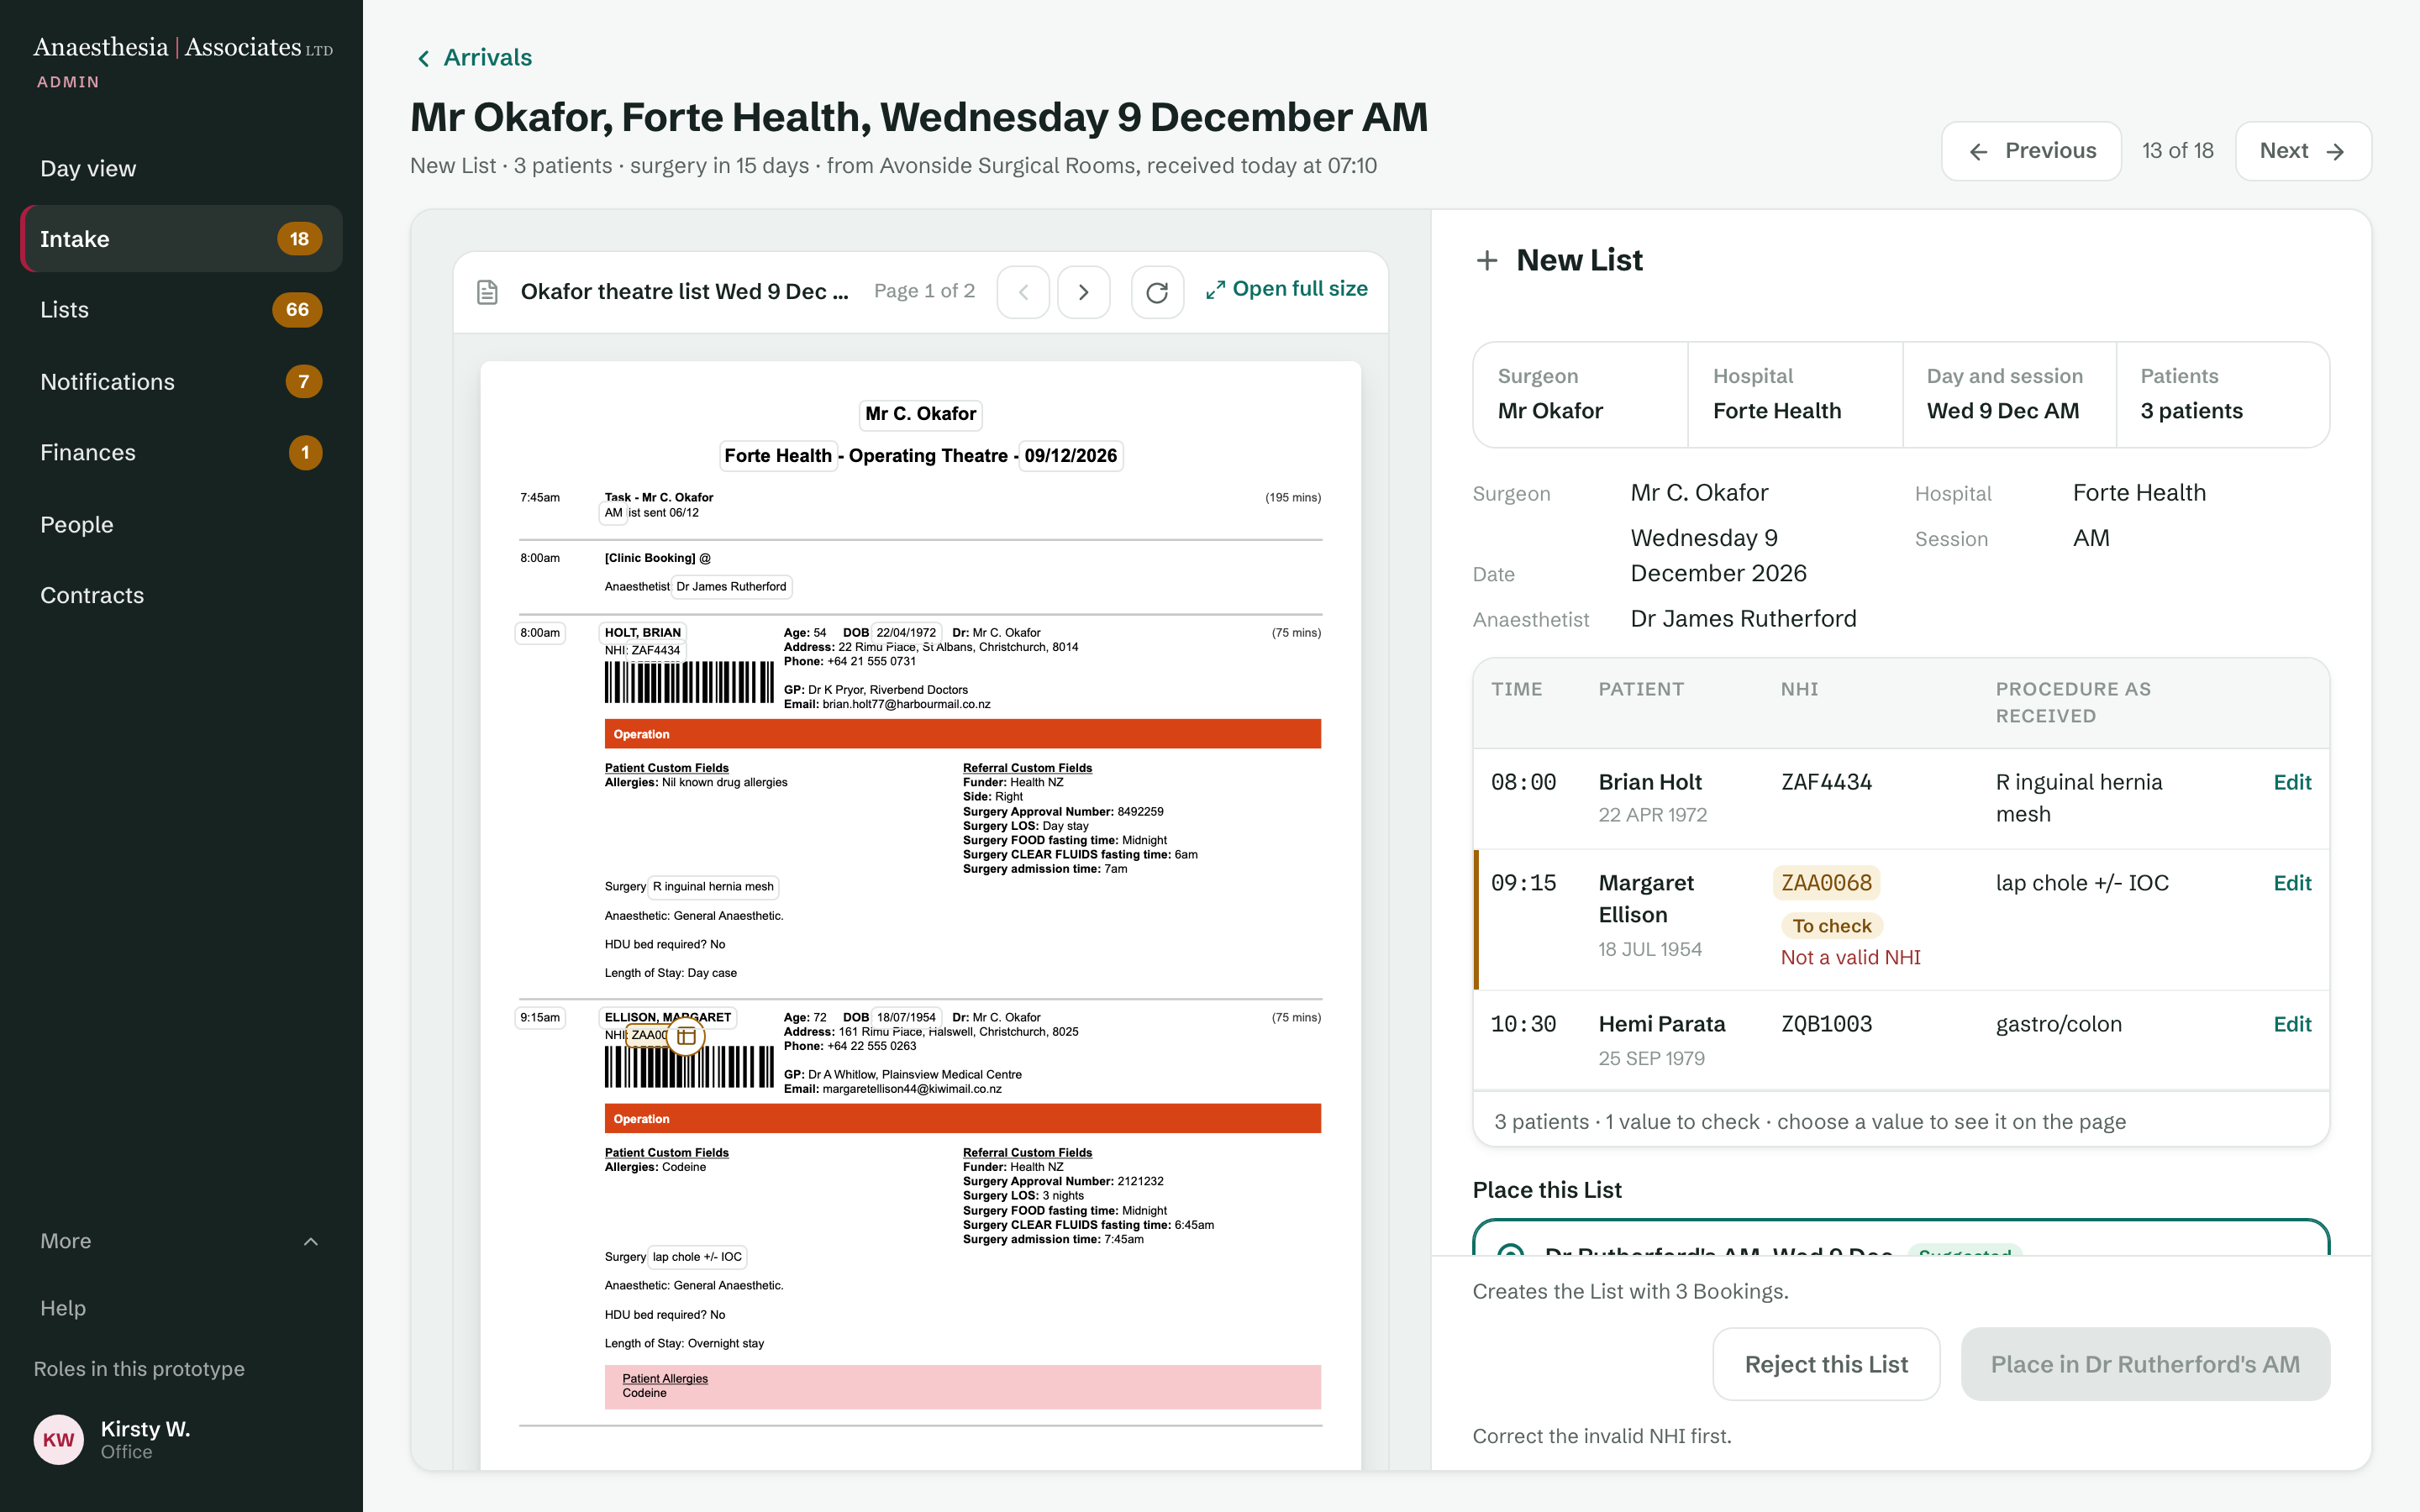 Anaesthesia | Associates LTD
ADMIN
Day view
Intake 18
Lists 66
Notifications 7
Finances 1
People
Contracts
More
Help
Roles in this prototype
KW
Kirsty W.
Office
Arrivals
Mr Okafor, Forte Health, Wednesday 9 December AM
New List · 3 patients · surgery in 15 days · from Avonside Surgical Rooms, received today at 07:10
Previous
13 of 18
Next
Okafor theatre list Wed 9 Dec ...
Page 1 of 2
Open full size
Mr C. Okafor
Forte Health - Operating Theatre - 09/12/2026
7:45am Task - Mr C. Okafor (195 mins)
AM ist sent 06/12
8:00am [Clinic Booking] @
Anaesthetist Dr James Rutherford
8:00am HOLT, BRIAN Age: 54 DOB 22/04/1972 Dr: Mr C. Okafor (75 mins)
NHI: ZAF4434 Address: 22 Rimu Place, St Albans, Christchurch, 8014
Phone: +64 21 555 0731
GP: Dr K Pryor, Riverbend Doctors
Email: brian.holt77@harbourmail.co.nz
Operation
Patient Custom Fields Referral Custom Fields
Allergies: Nil known drug allergies Funder: Health NZ
Side: Right
Surgery Approval Number: 8492259
Surgery LOS: Day stay
Surgery FOOD fasting time: Midnight
Surgery CLEAR FLUIDS fasting time: 6am
Surgery admission time: 7am
Surgery R inguinal hernia mesh
Anaesthetic: General Anaesthetic.
HDU bed required? No
Length of Stay: Day case
9:15am ELLISON, MARGARET Age: 72 DOB 18/07/1954 Dr: Mr C. Okafor (75 mins)
NHI: ZAA00 Address: 161 Rimu Place, Halswell, Christchurch, 8025
Phone: +64 22 555 0263
GP: Dr A Whitlow, Plainsview Medical Centre
Email: margaretellison44@kiwimail.co.nz
Operation
Patient Custom Fields Referral Custom Fields
Allergies: Codeine Funder: Health NZ
Surgery Approval Number: 2121232
Surgery LOS: 3 nights
Surgery FOOD fasting time: Midnight
Surgery CLEAR FLUIDS fasting time: 6:45am
Surgery admission time: 7:45am
Surgery lap chole +/- IOC
Anaesthetic: General Anaesthetic.
HDU bed required? No
Length of Stay: Overnight stay
Patient Allergies
Codeine
New List
Surgeon Hospital Day and session Patients
Mr Okafor Forte Health Wed 9 Dec AM 3 patients
Surgeon Mr C. Okafor Hospital Forte Health
Date Wednesday 9 December 2026 Session AM
Anaesthetist Dr James Rutherford
TIME PATIENT NHI PROCEDURE AS RECEIVED
08:00 Brian Holt ZAF4434 R inguinal hernia mesh Edit
22 APR 1972
09:15 Margaret Ellison ZAA0068 lap chole +/- IOC Edit
To check
18 JUL 1954 Not a valid NHI
10:30 Hemi Parata ZQB1003 gastro/colon Edit
25 SEP 1979
3 patients · 1 value to check · choose a value to see it on the page
Place this List
Dr Rutherford's AM, Wed 9 Dec Suggested
Creates the List with 3 Bookings.
Reject this List
Place in Dr Rutherford's AM
Correct the invalid NHI first.